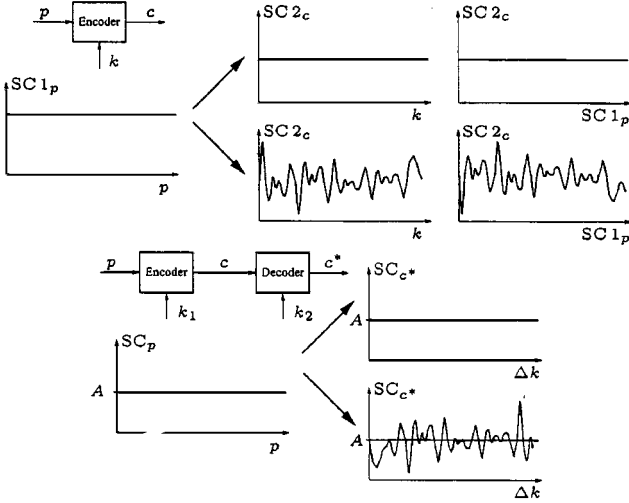 p Encoder c
k
SC 1p
p
SC 2c
k
SC 2c
SC 1p
SC 2c
k
SC 2c
SC 1p
p Encoder c Decoder c*
k1 k2
SCp
A
p
SCc*
A
Δk
SCc*
A
Δk